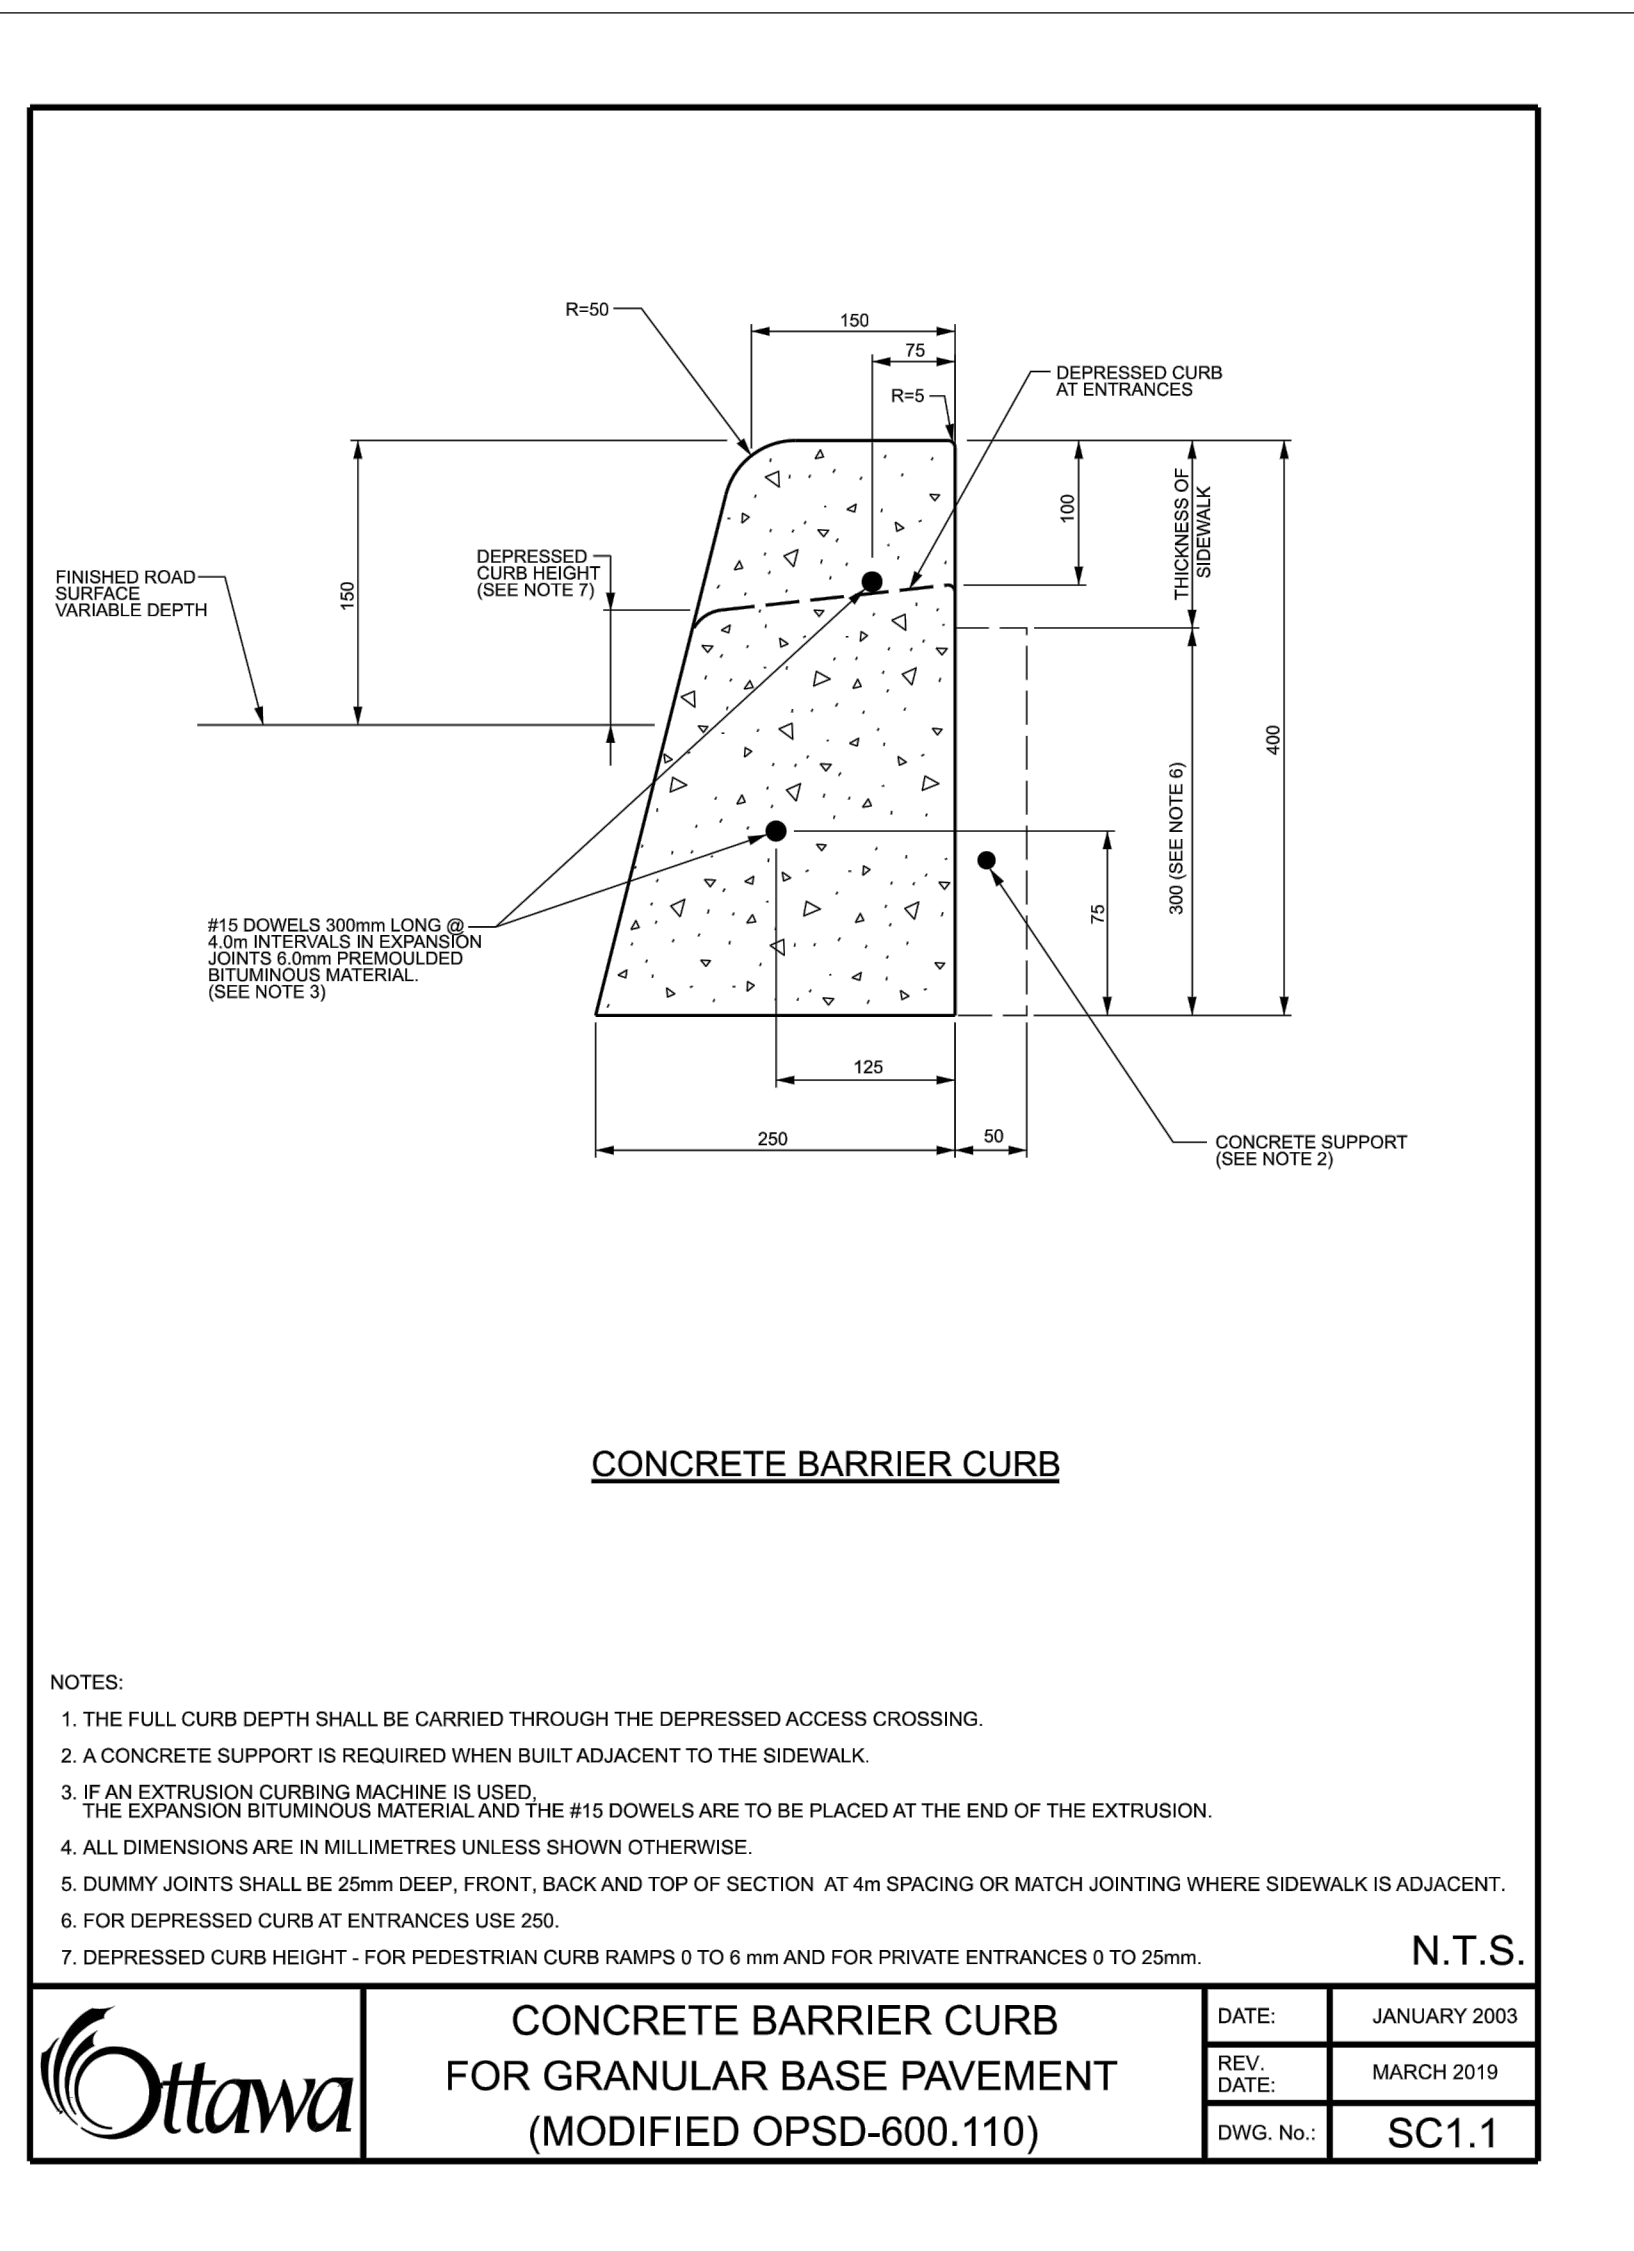 R=50
150
75
R=5
DEPRESSED CURB
AT ENTRANCES
THICKNESS OF
SIDEWALK
100
DEPRESSED
CURB HEIGHT
(SEE NOTE 7)
FINISHED ROAD
SURFACE
VARIABLE DEPTH
150
400
300 (SEE NOTE 6)
75
#15 DOWELS 300mm LONG @
4.0m INTERVALS IN EXPANSION
JOINTS 6.0mm PREMOULDED
BITUMINOUS MATERIAL.
(SEE NOTE 3)
125
250
50
CONCRETE SUPPORT
(SEE NOTE 2)
CONCRETE BARRIER CURB
NOTES:
1. THE FULL CURB DEPTH SHALL BE CARRIED THROUGH THE DEPRESSED ACCESS CROSSING.
2. A CONCRETE SUPPORT IS REQUIRED WHEN BUILT ADJACENT TO THE SIDEWALK.
3. IF AN EXTRUSION CURBING MACHINE IS USED,
THE EXPANSION BITUMINOUS MATERIAL AND THE #15 DOWELS ARE TO BE PLACED AT THE END OF THE EXTRUSION.
4. ALL DIMENSIONS ARE IN MILLIMETRES UNLESS SHOWN OTHERWISE.
5. DUMMY JOINTS SHALL BE 25mm DEEP, FRONT, BACK AND TOP OF SECTION AT 4m SPACING OR MATCH JOINTING WHERE SIDEWALK IS ADJACENT.
6. FOR DEPRESSED CURB AT ENTRANCES USE 250.
7. DEPRESSED CURB HEIGHT - FOR PEDESTRIAN CURB RAMPS 0 TO 6 mm AND FOR PRIVATE ENTRANCES 0 TO 25mm.
N.T.S.
Ottawa
CONCRETE BARRIER CURB
FOR GRANULAR BASE PAVEMENT
(MODIFIED OPSD-600.110)
DATE:
JANUARY 2003
REV.
DATE:
MARCH 2019
DWG. No.:
SC1.1